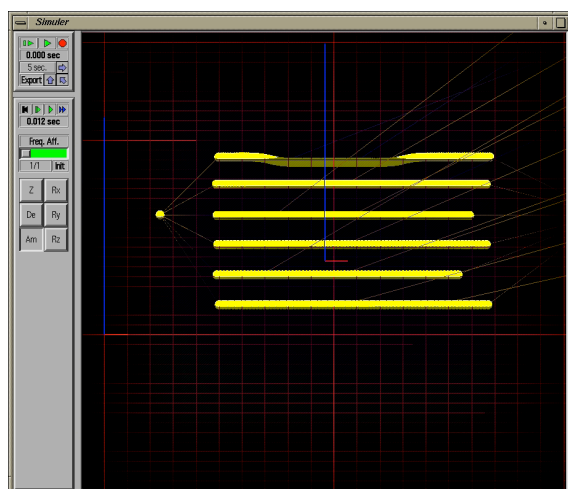 Simuler
0.000 sec
5 sec.
Export
0.012 sec
Freq. Aff.
1/1 Init
Z Rx
De Ry
Am Rz